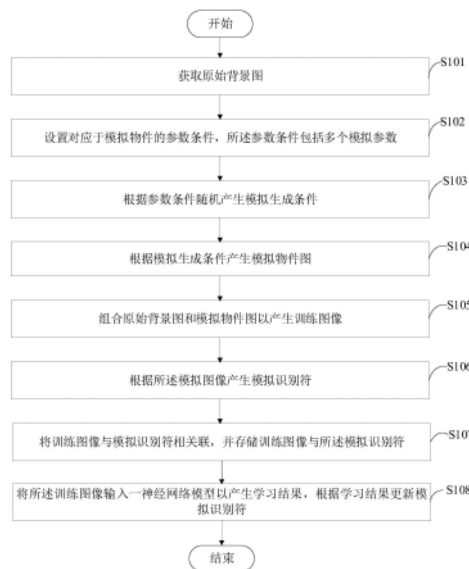 开始
S101
获取原始背景图
S102
设置对应于模拟物件的参数条件，所述参数条件包括多个模拟参数
S103
根据参数条件随机产生模拟生成条件
S104
根据模拟生成条件产生模拟物件图
S105
组合原始背景图和模拟物件图以产生训练图像
S106
根据所述模拟图像产生模拟识别符
S107
将训练图像与模拟识别符相关联，并存储训练图像与所述模拟识别符
S108
将所述训练图像输入一神经网络模型以产生学习结果，根据学习结果更新模
拟识别符
结束